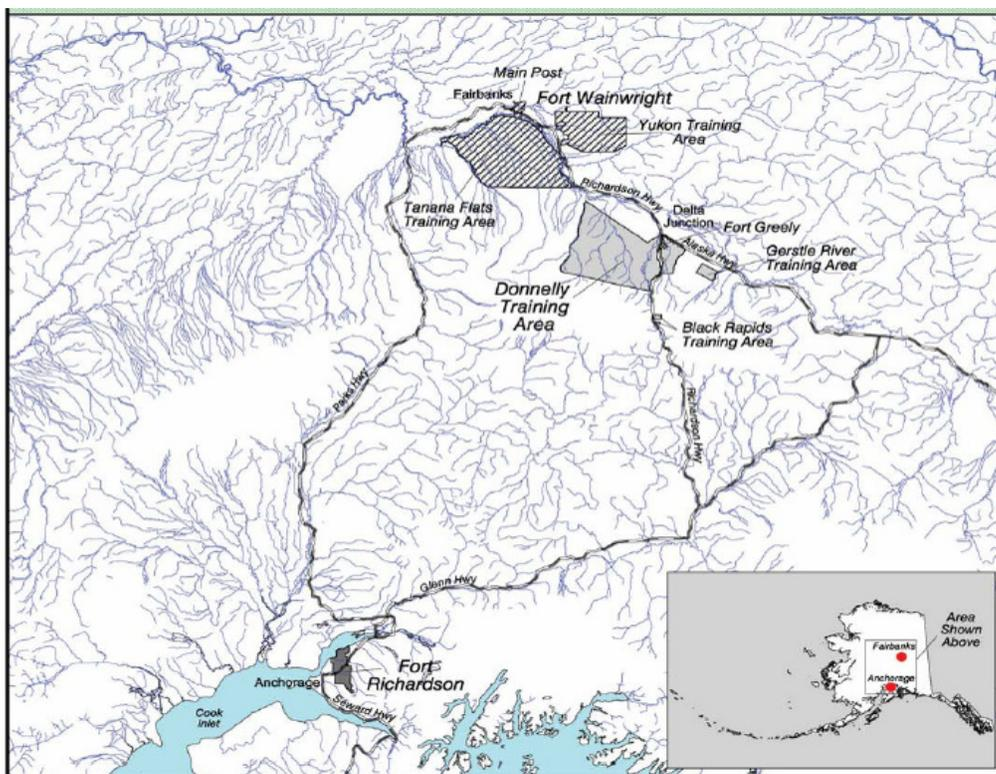 Main Post
Fairbanks
Fort Wainwright
Yukon Training
Area
Richardson Hwy
Tanana Flats
Training Area
Delta
Junction
Fort Greely
Alaska Hwy
Gerstle River
Training Area
Donnelly
Training
Area
Black Rapids
Training Area
Parks Hwy
Richardson Hwy
Glenn Hwy
Fort
Richardson
Anchorage
Seward Hwy
Cook
Inlet
Area
Shown
Above
Fairbanks
Anchorage